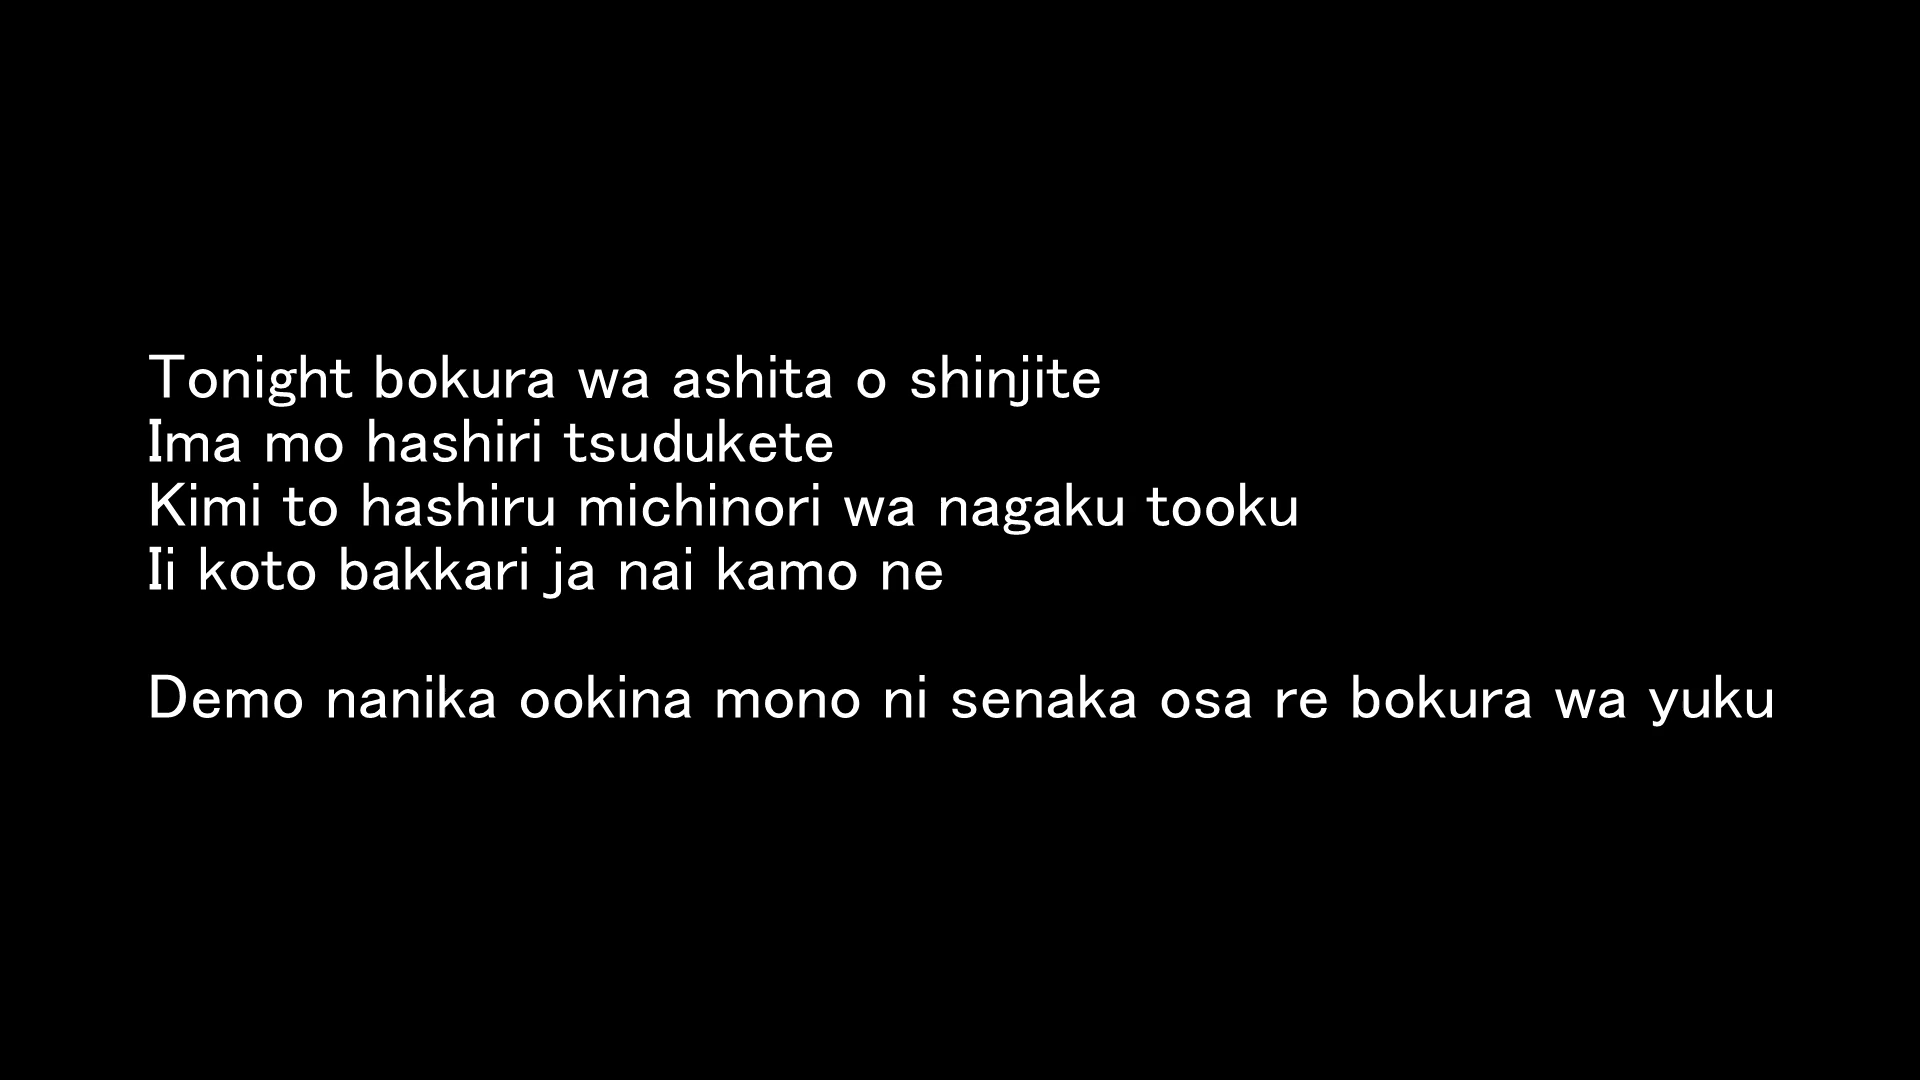 Tonight bokura wa ashita o shinjite
Ima mo hashiri tsudukete
Kimi to hashiru michinori wa nagaku tooku
Ii koto bakkari ja nai kamo ne
Demo nanika ookina mono ni senaka osa re bokura wa yuku